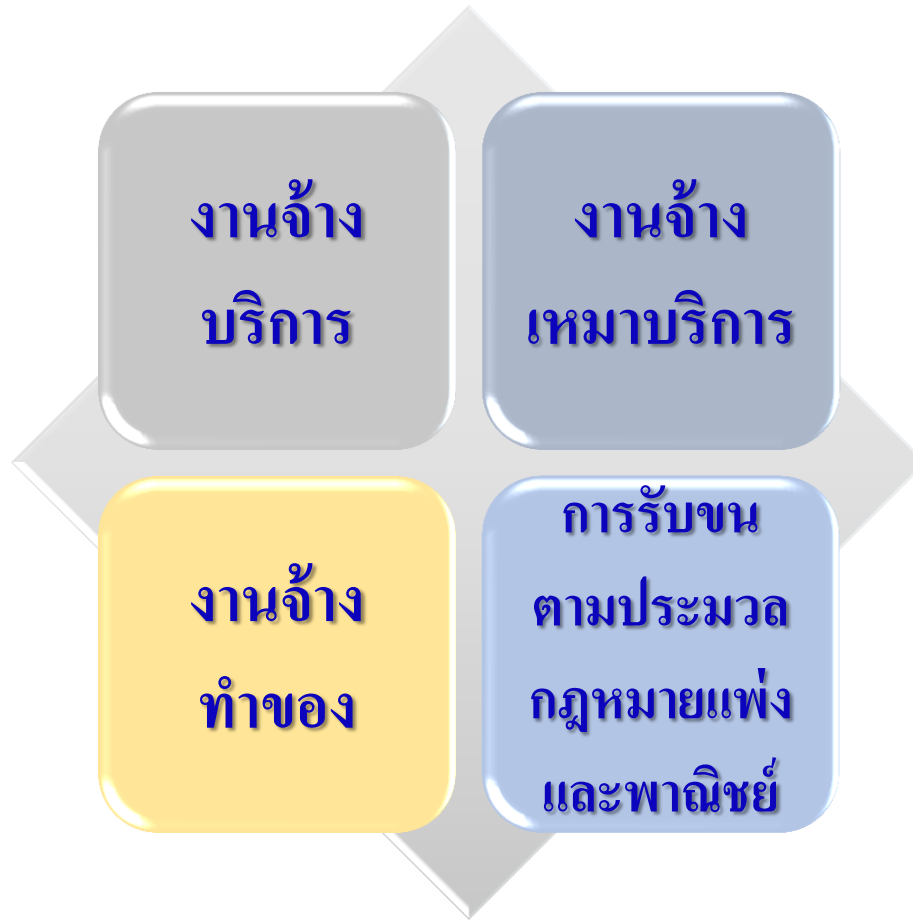 งานจ้าง
บริการ
งานจ้าง
เหมาบริการ
งานจ้าง
ทำของ
การรับขน
ตามประมวล
กฎหมายแพ่ง
และพาณิชย์